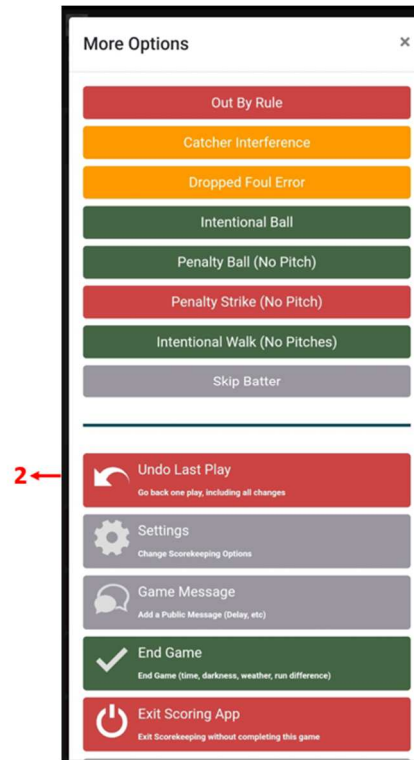 More Options ×
Out By Rule
Catcher Interference
Dropped Foul Error
Intentional Ball
Penalty Ball (No Pitch)
Penalty Strike (No Pitch)
Intentional Walk (No Pitches)
Skip Batter
2
Undo Last Play
Go back one play, including all changes
Settings
Change Scorekeeping Options
Game Message
Add a Public Message (Delay, etc)
End Game
End Game (time, darkness, weather, run difference)
Exit Scoring App
Exit Scorekeeping without completing this game